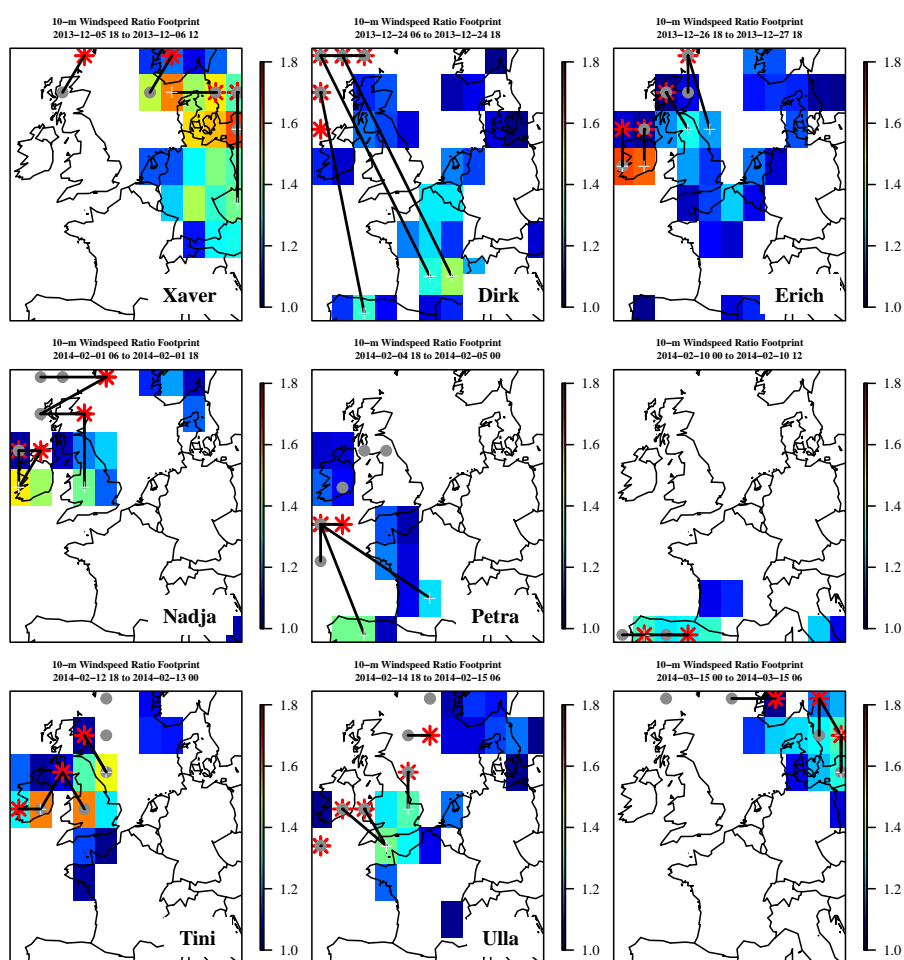 10−m Windspeed Ratio Footprint
2013−12−05 18 to 2013−12−06 12
10−m Windspeed Ratio Footprint
2013−12−24 06 to 2013−12−24 18
10−m Windspeed Ratio Footprint
2013−12−26 18 to 2013−12−27 18
1.8
1.6
1.4
1.2
1.0
Xaver
1.8
1.6
1.4
1.2
1.0
Dirk
1.8
1.6
1.4
1.2
1.0
Erich
10−m Windspeed Ratio Footprint
2014−02−01 06 to 2014−02−01 18
10−m Windspeed Ratio Footprint
2014−02−04 18 to 2014−02−05 00
10−m Windspeed Ratio Footprint
2014−02−10 00 to 2014−02−10 12
1.8
1.6
1.4
1.2
1.0
Nadja
1.8
1.6
1.4
1.2
1.0
Petra
1.8
1.6
1.4
1.2
1.0
10−m Windspeed Ratio Footprint
2014−02−12 18 to 2014−02−13 00
10−m Windspeed Ratio Footprint
2014−02−14 18 to 2014−02−15 06
10−m Windspeed Ratio Footprint
2014−03−15 00 to 2014−03−15 06
1.8
1.6
1.4
1.2
1.0
Tini
1.8
1.6
1.4
1.2
1.0
Ulla
1.8
1.6
1.4
1.2
1.0